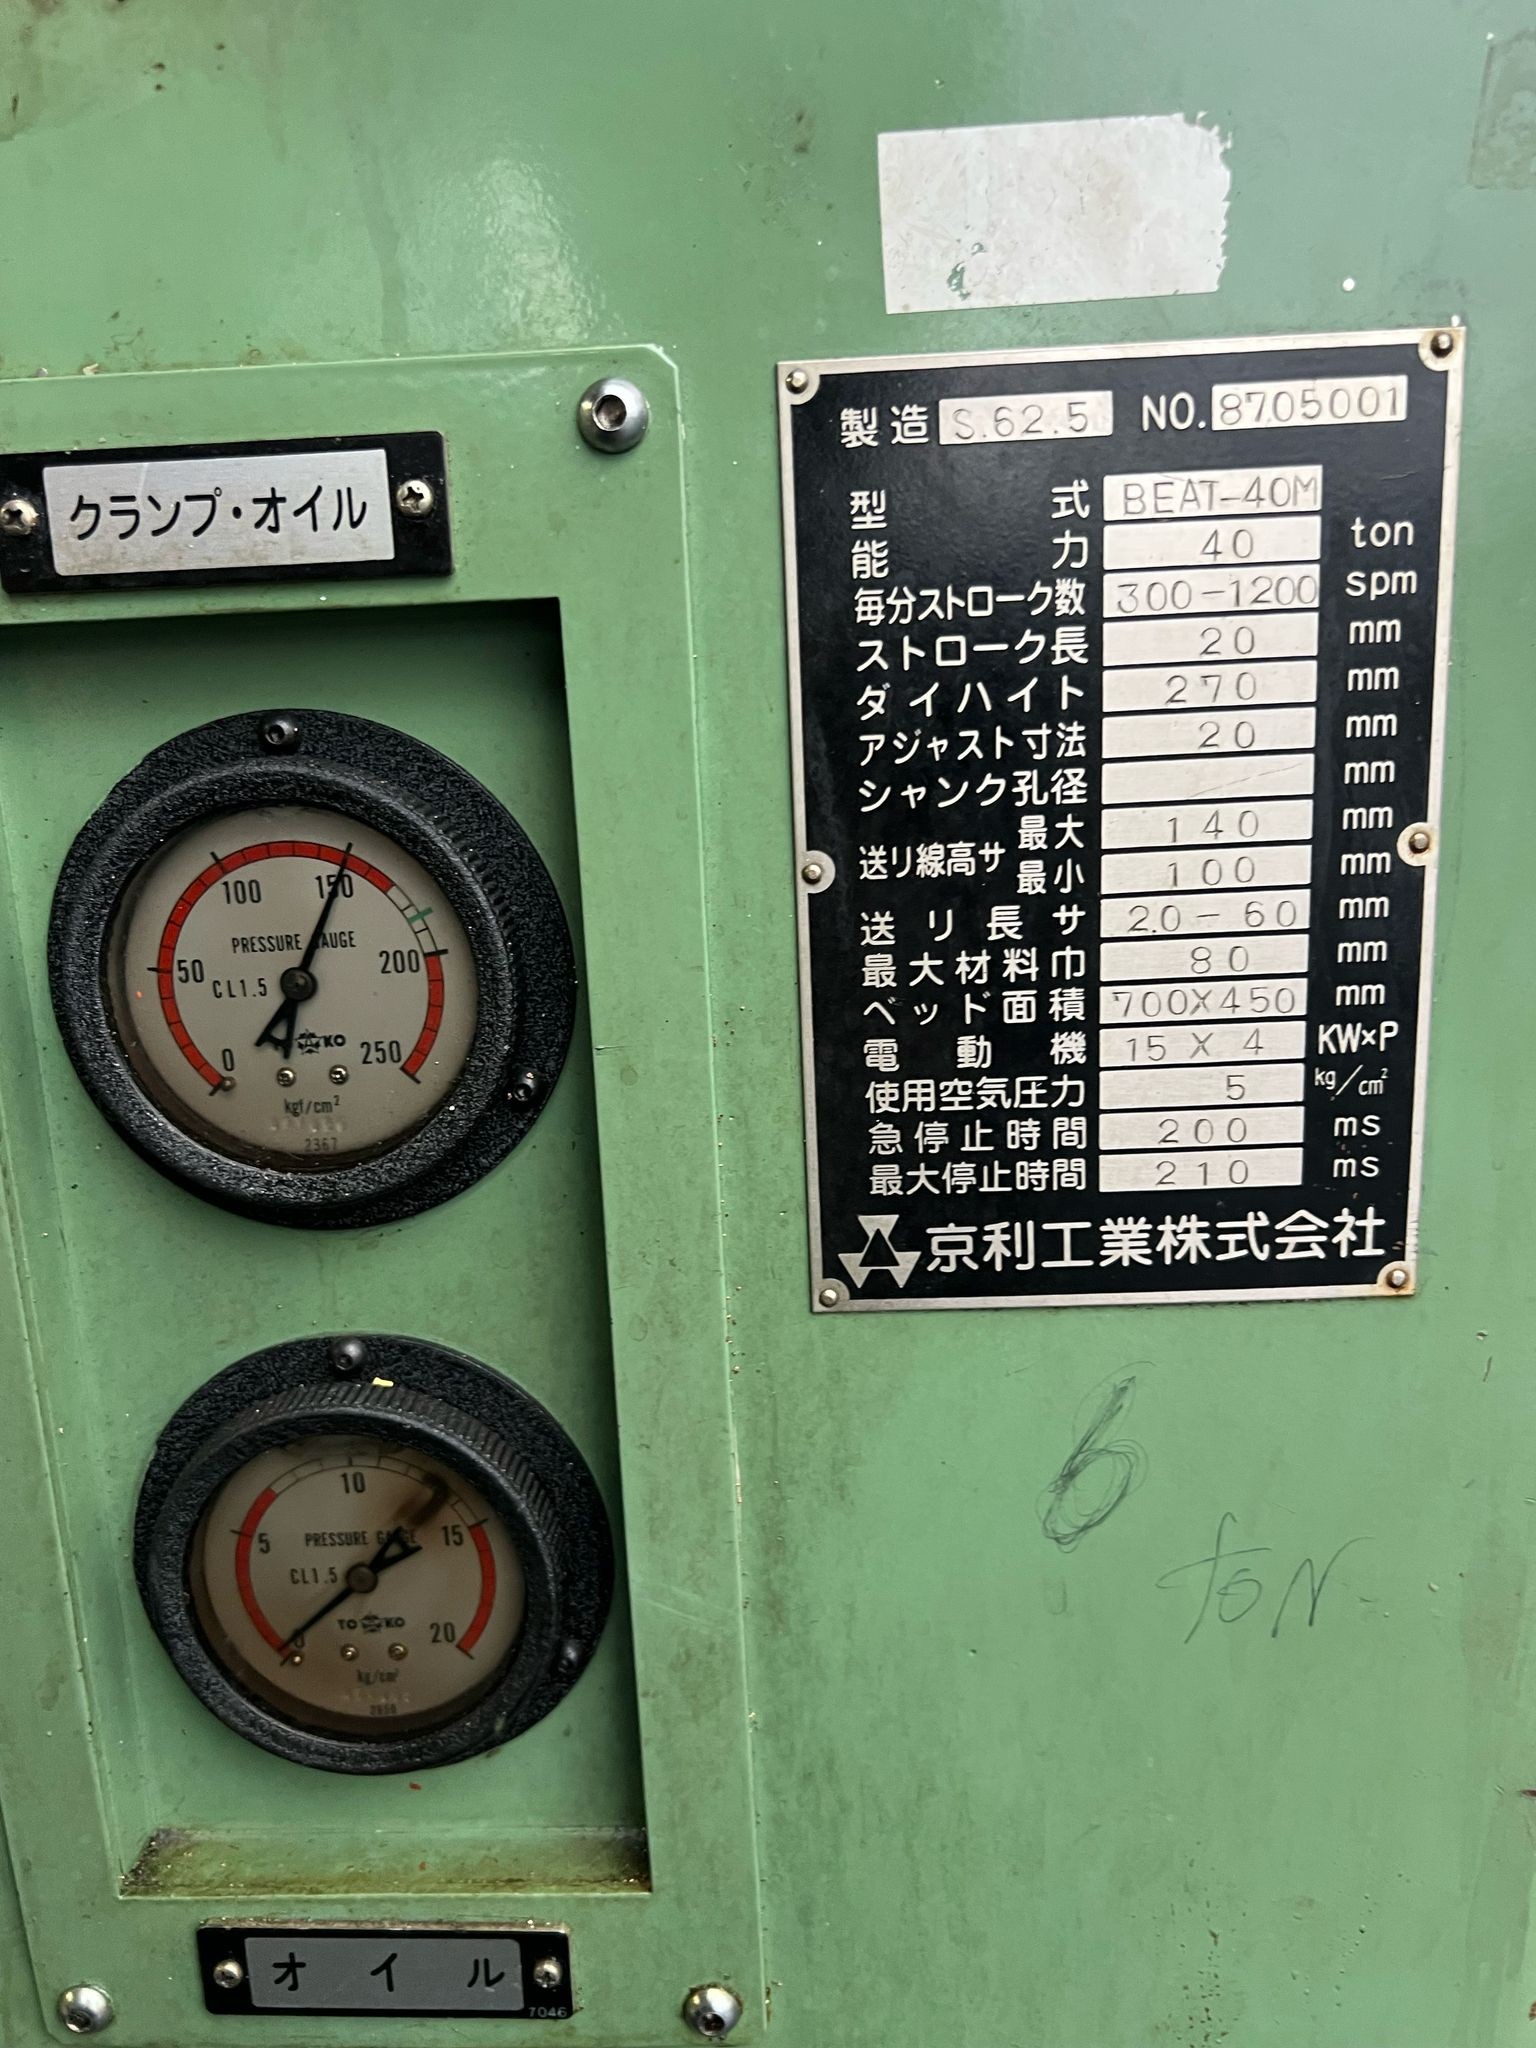 クランプ・オイル
100
150
PRESSURE GAUGE
50
200
CL1.5
KO
0
250
kgf/cm²
2367
10
5
15
PRESSURE GAUGE
CL1.5
TO KO
0
20
kg/cm²
オイル
7046
製造 S.62.5 NO. 8705001
型式 BEAT-40M
能力 40 ton
毎分ストローク数 300-1200 spm
ストローク長 20 mm
ダイハイト 270 mm
アジャスト寸法 20 mm
シャンク孔径 mm
送リ線高サ 最大 140 mm
最小 100 mm
送リ長サ 20-60 mm
最大材料巾 80 mm
ベッド面積 700X450 mm
電動機 15 X 4 KW×P
使用空気圧力 5 kg/cm²
急停止時間 200 ms
最大停止時間 210 ms
京利工業株式会社
6
TON